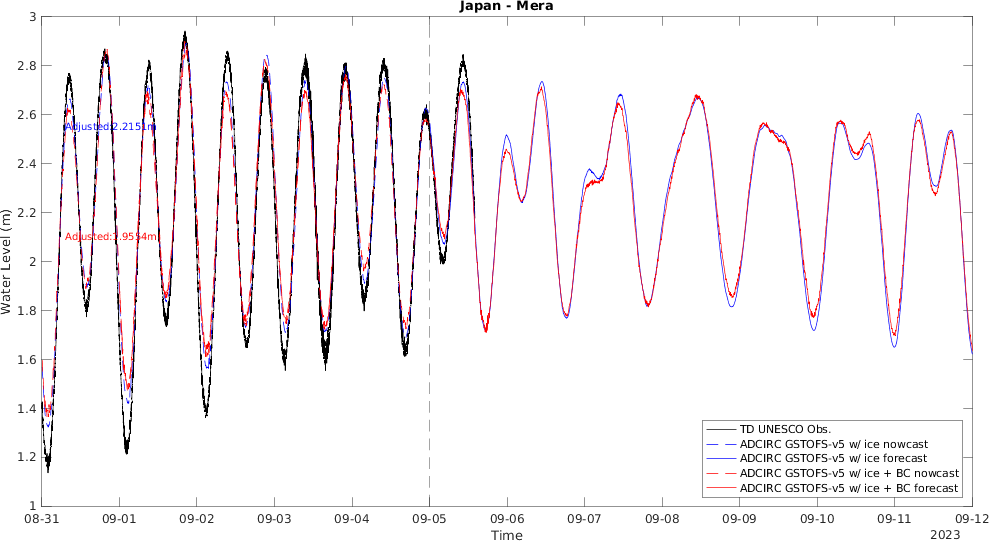 Japan - Mera
Water Level (m)
3
2.8
2.6
2.4
2.2
2
1.8
1.6
1.4
1.2
1
Adjusted:2.2151m
Adjusted:1.9554m
TD UNESCO Obs.
ADCIRC GSTOFS-v5 w/ ice nowcast
ADCIRC GSTOFS-v5 w/ ice forecast
ADCIRC GSTOFS-v5 w/ ice + BC nowcast
ADCIRC GSTOFS-v5 w/ ice + BC forecast
08-31 09-01 09-02 09-03 09-04 09-05 09-06 09-07 09-08 09-09 09-10 09-11 09-12
Time
2023